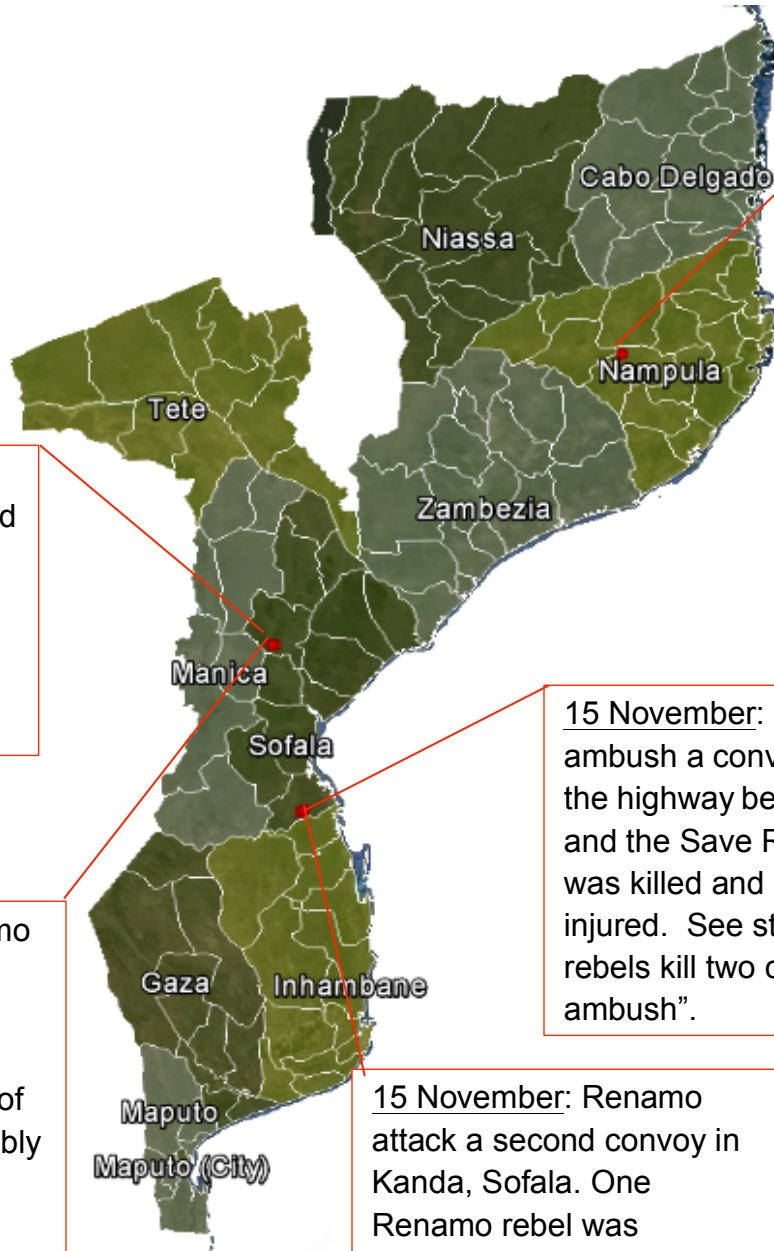 Cabo Delgado
Niassa
Nampula
Tete
Zambezia
Manica
Sofala
Gaza
Inhambane
Maputo
Maputo (City)
d
mo
of
bly
15 November:
ambush a conv
the highway be
and the Save R
was killed and
injured. See st
rebels kill two c
ambush”.
15 November: Renamo
attack a second convoy in
Kanda, Sofala. One
Renamo rebel was